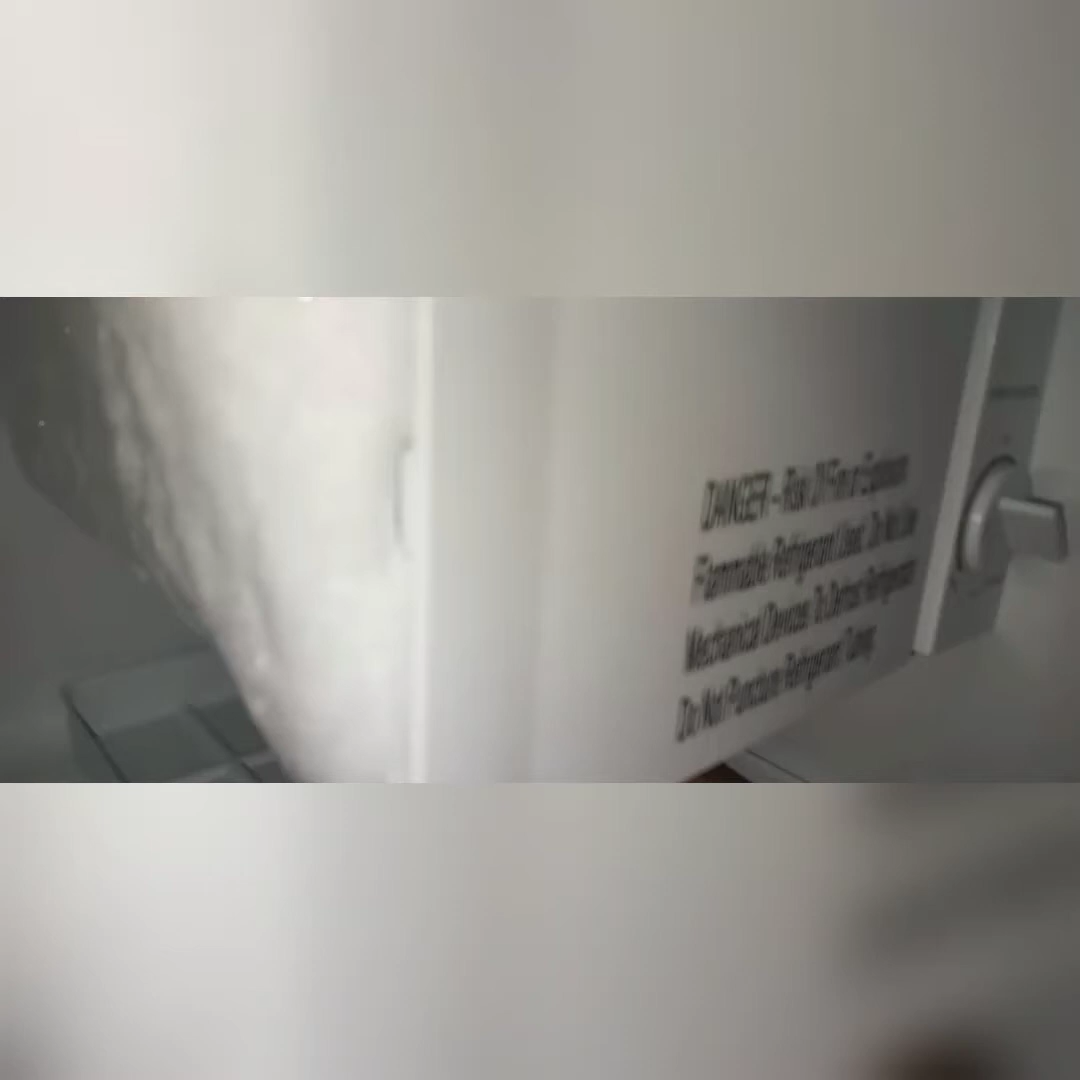 DANGER - Risk Of Fire or Explosion
Flammable Refrigerant Used. Do Not Use
Mechanical Devices To Defrost Refrigerator.
Do Not Puncture Refrigerant Tubing.